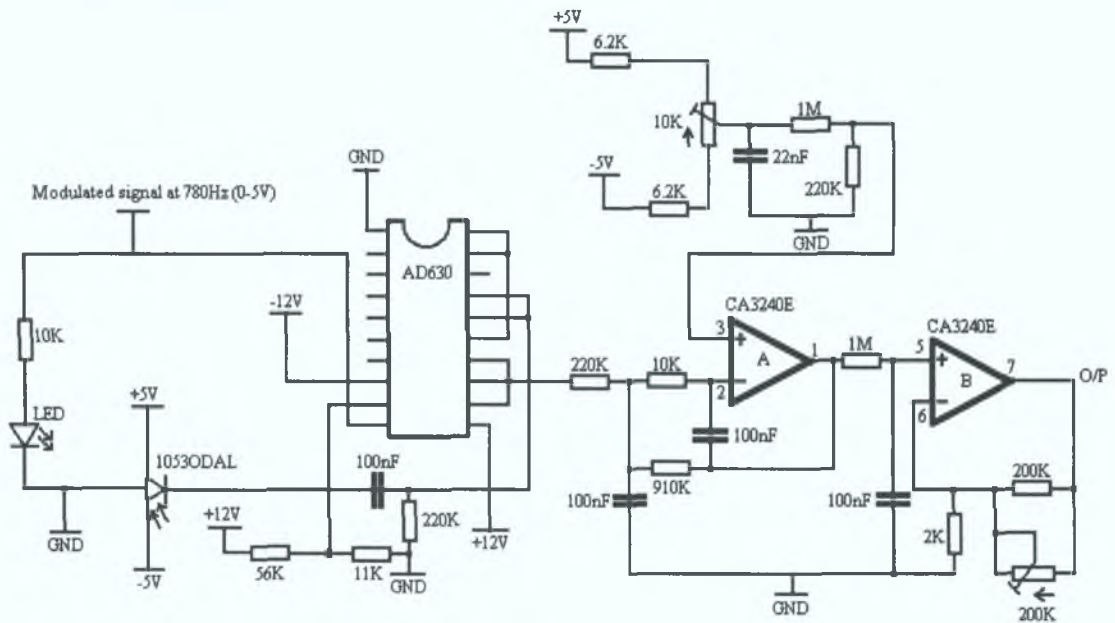 +5V
6.2K
10K
1M
22nF
220K
-5V
6.2K
GND
GND
Modulated signal at 780Hz (0-5V)
AD630
-12V
10K
LED
+5V
1053ODAL
100nF
220K
+12V
56K
11K
GND
+12V
GND
-5V
CA3240E
3
+
A
1
-
2
220K
10K
1M
100nF
910K
100nF
CA3240E
5
+
B
7
-
6
O/P
100nF
200K
2K
200K
GND